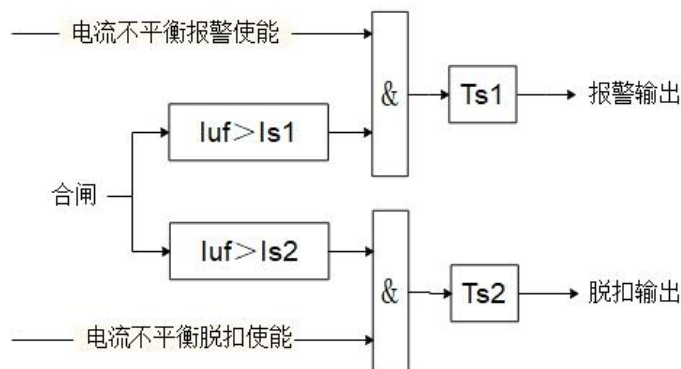 电流不平衡报警使能
&
Ts1
报警输出
Iuf>Is1
合闸
Iuf>Is2
&
Ts2
脱扣输出
电流不平衡脱扣使能